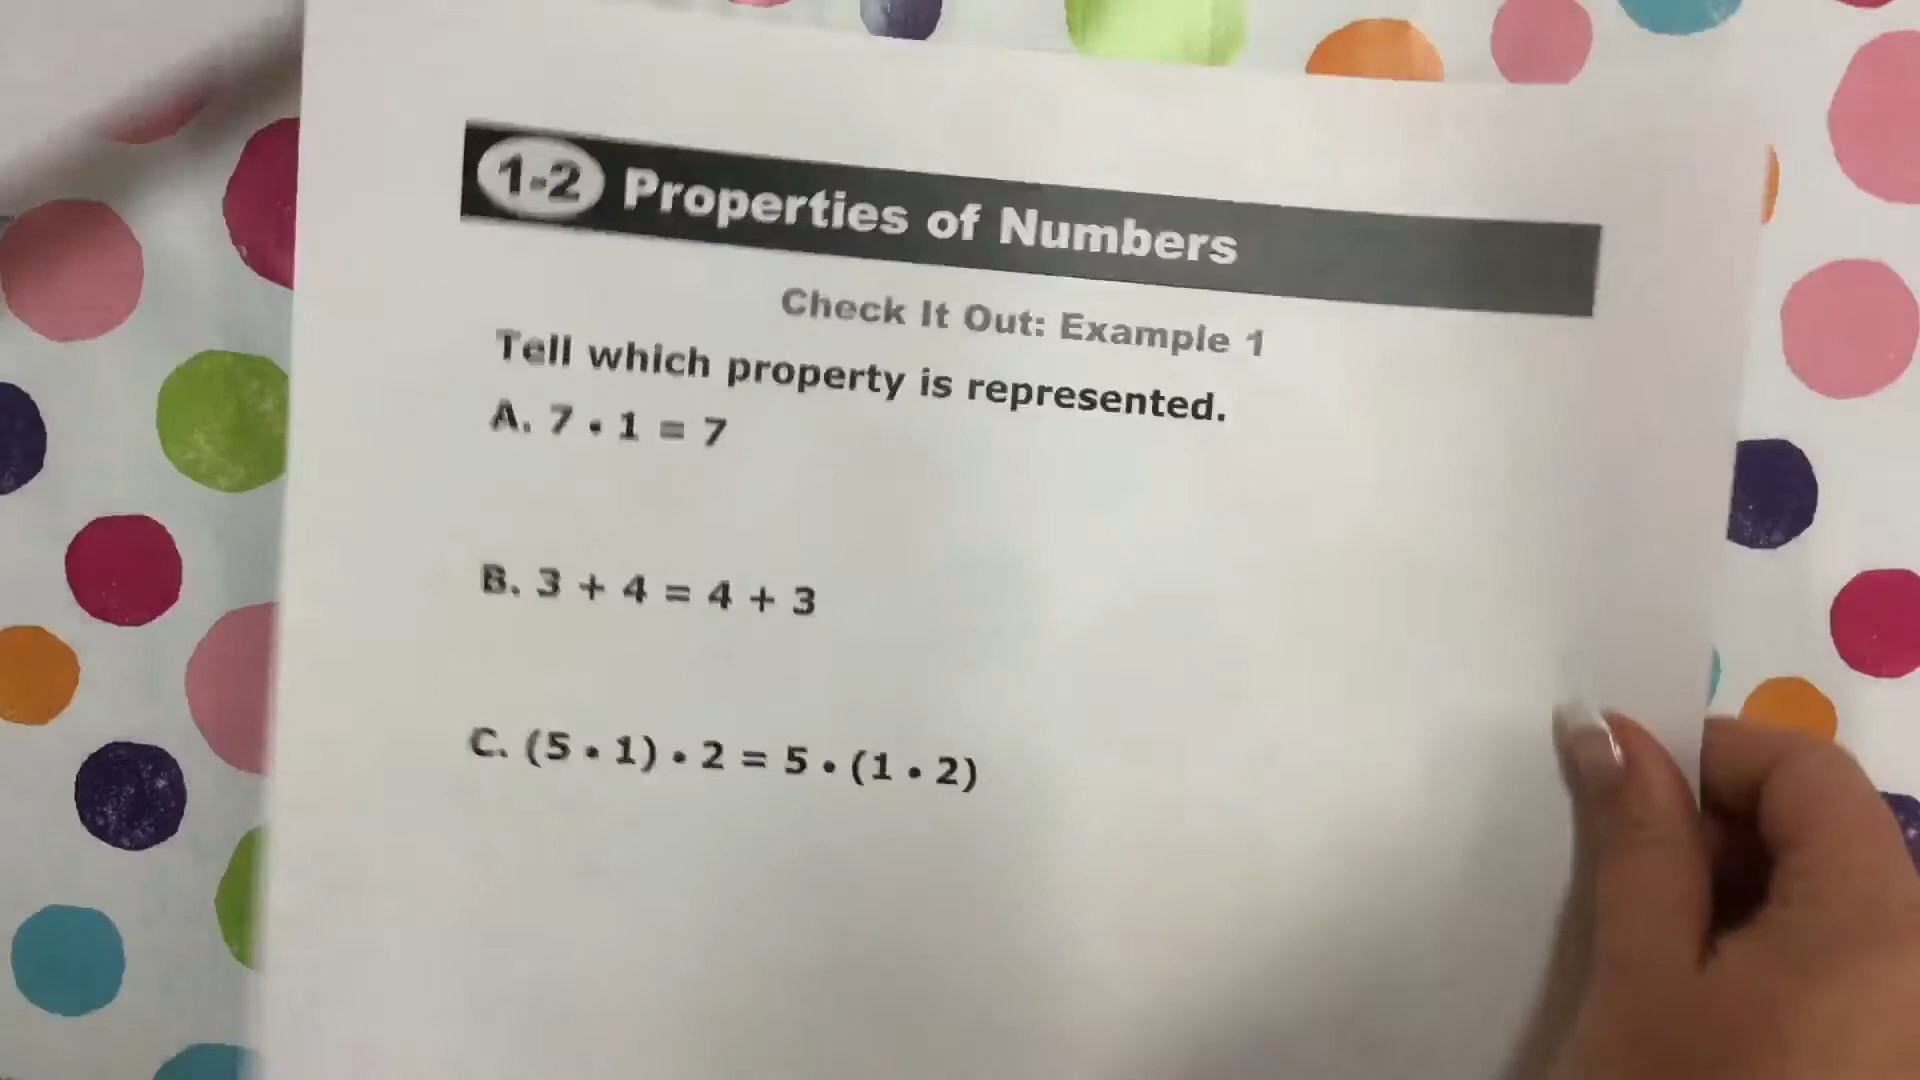 1-2 Properties of Numbers
Check It Out: Example 1
Tell which property is represented.
A. 7 • 1 = 7
B. 3 + 4 = 4 + 3
C. (5 • 1) • 2 = 5 • (1 • 2)